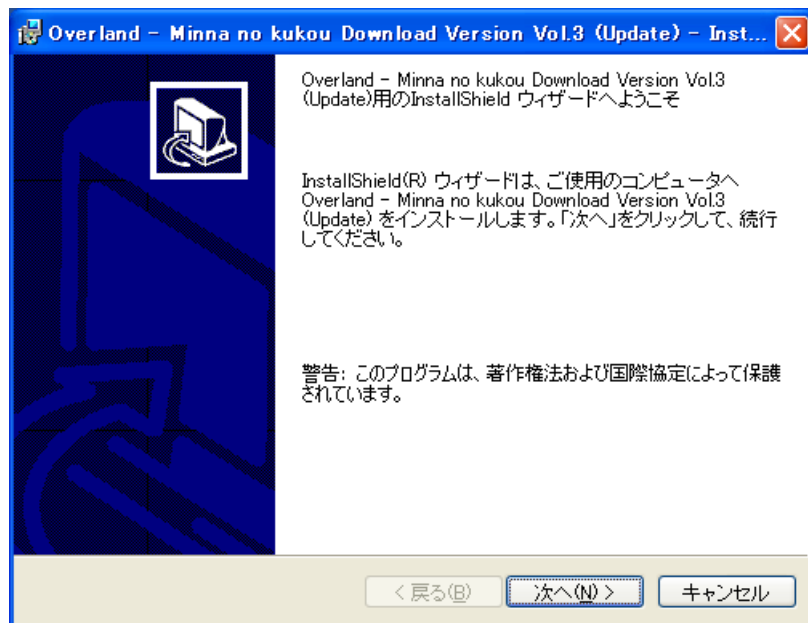 Overland - Minna no kukou Download Version Vol.3 (Update) - Inst...
Overland - Minna no kukou Download Version Vol.3
(Update)用のInstallShield ウィザードへようこそ
InstallShield(R) ウィザードは、ご使用のコンピュータへ
Overland - Minna no kukou Download Version Vol.3
(Update) をインストールします。「次へ」をクリックして、続行
してください。
警告: このプログラムは、著作権法および国際協定によって保護
されています。
< 戻る(B)
次へ(N) >
キャンセル